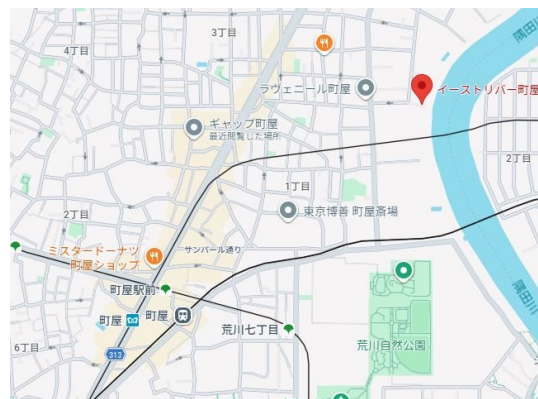 3丁目
4丁目
隅田川
ラヴェニール町屋
イーストリバー町屋
ギャップ町屋
最近閲覧した場所
2丁目
1丁目
2丁目
東京博善 町屋斎場
ミスタードーナツ
町屋ショップ
サンパール通り
町屋駅前
隅田川
町屋
町屋
荒川七丁目
6丁目
313
荒川自然公園